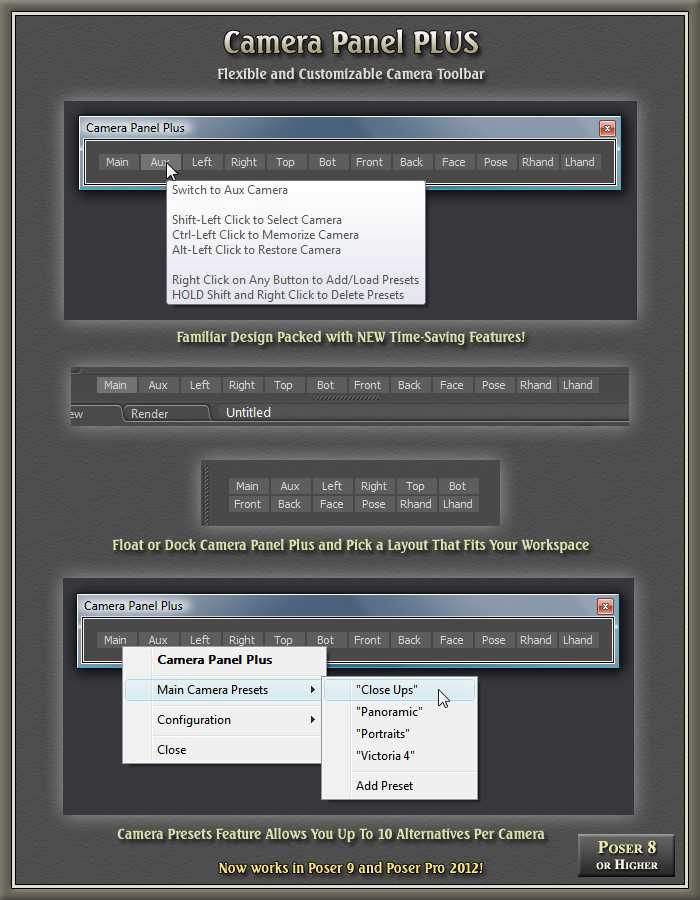 Camera Panel PLUS
Flexible and Customizable Camera Toolbar
Camera Panel Plus
Main Aux Left Right Top Bot Front Back Face Pose Rhand Lhand
Switch to Aux Camera
Shift-Left Click to Select Camera
Ctrl-Left Click to Memorize Camera
Alt-Left Click to Restore Camera
Right Click on Any Button to Add/Load Presets
HOLD Shift and Right Click to Delete Presets
Familiar Design Packed with NEW Time-Saving Features!
Main Aux Left Right Top Bot Front Back Face Pose Rhand Lhand
ew Render Untitled
Main Aux Left Right Top Bot
Front Back Face Pose Rhand Lhand
Float or Dock Camera Panel Plus and Pick a Layout That Fits Your Workspace
Camera Panel Plus
Main Aux Left Right Top Bot Front Back Face Pose Rhand Lhand
Camera Panel Plus
Main Camera Presets
Configuration
Close
"Close Ups"
"Panoramic"
"Portraits"
"Victoria 4"
Add Preset
Camera Presets Feature Allows You Up To 10 Alternatives Per Camera
Now works in Poser 9 and Poser Pro 2012!
POSER 8
OR HIGHER